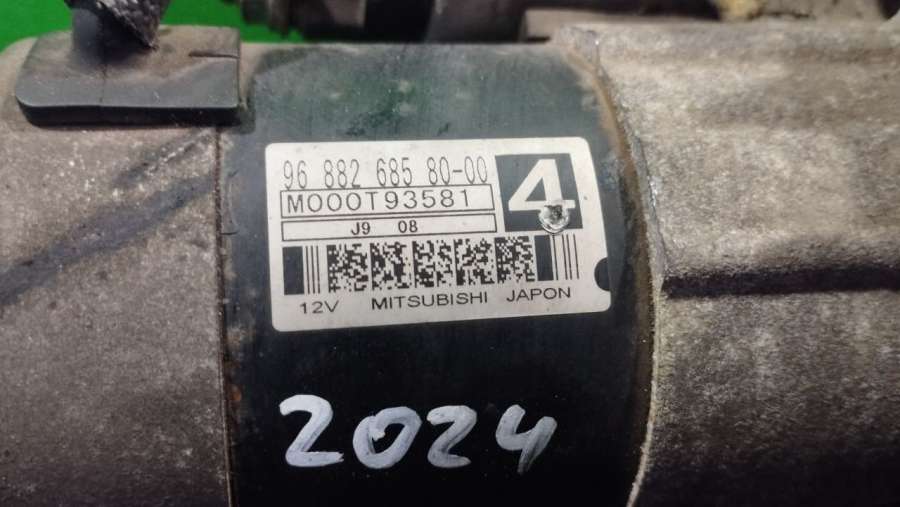 96 882 685 80-00
4
M000T93581
J9 08
12V MITSUBISHI JAPON
2024